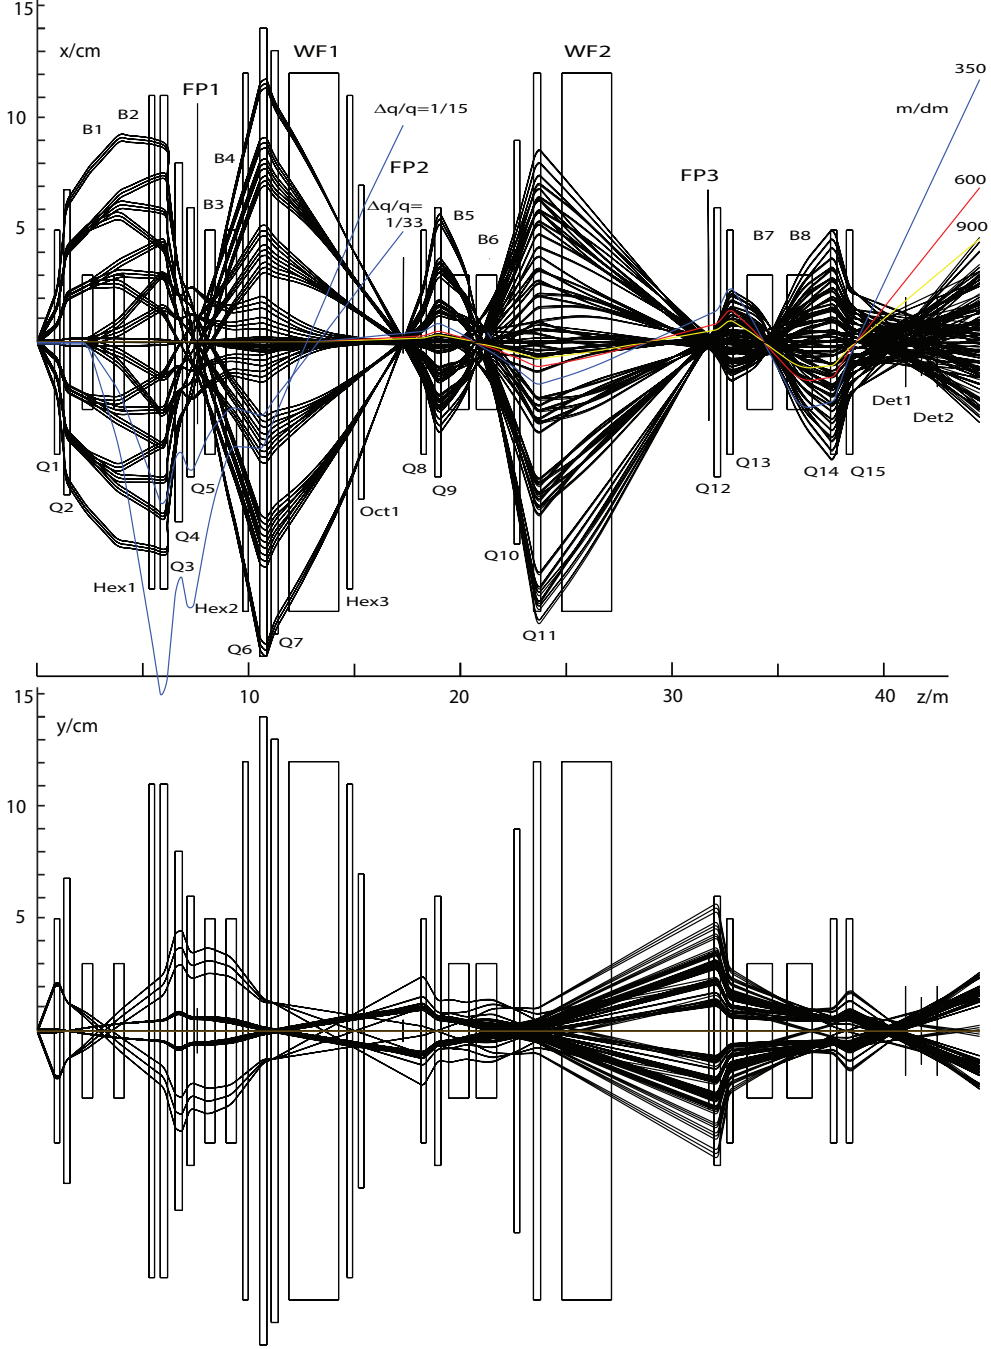 15
x/cm
WF1
WF2
350
FP1
m/dm
Δq/q=1/15
10
B2
B1
B4
FP2
FP3
600
Δq/q=
1/33
B3
B5
5
900
B6
B7
B8
Det1
Det2
Q1
Q8
Q13
Q14
Q15
Q5
Q9
Q12
Q2
Oct1
Q4
Q10
Q3
Hex1
Hex2
Hex3
Q7
Q11
Q6
10
20
30
40
z/m
15
y/cm
10
5